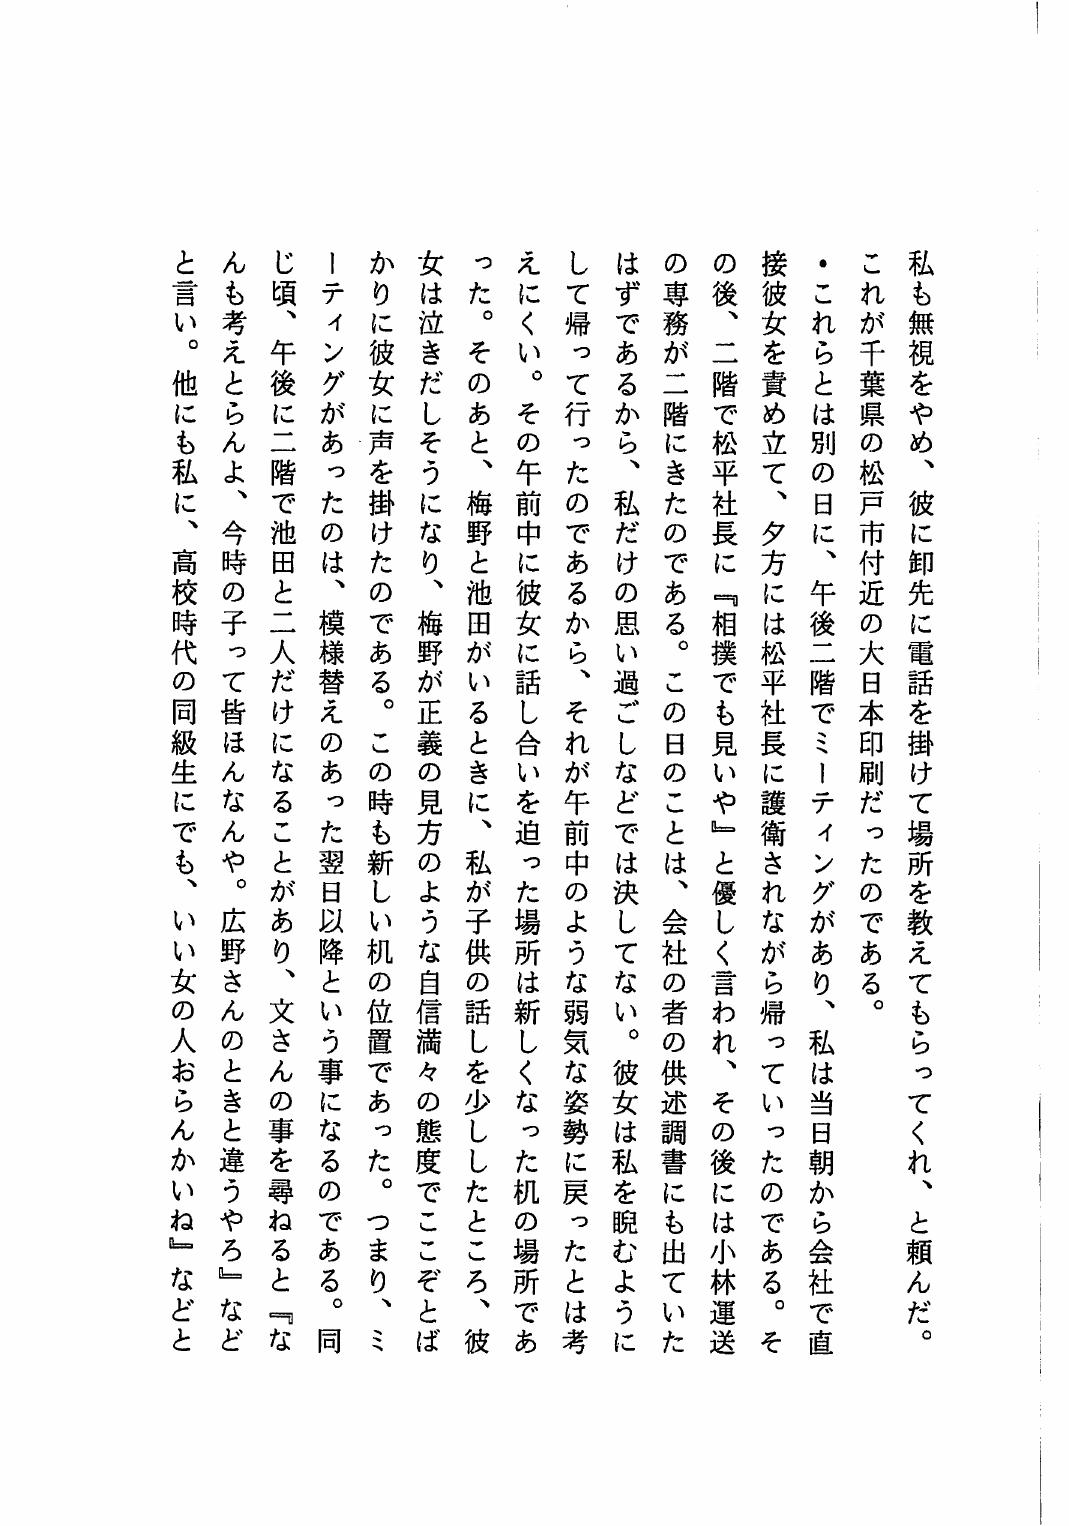 私も無視をやめ、彼に卸先に電話を掛けて場所を教えてもらってくれ、と頼んだ。
これが千葉県の松戸市付近の大日本印刷だったのである。
・これらとは別の日に、午後二階でミーティングがあり、私は当日朝から会社で直
接彼女を責め立て、夕方には松平社長に護衛されながら帰っていったのである。そ
の後、二階で松平社長に『相撲でも見いや』と優しく言われ、その後には小林運送
の専務が二階にきたのである。この日のことは、会社の者の供述調書にも出ていた
はずであるから、私だけの思い過ごしなどでは決してない。彼女は私を睨むように
して帰って行ったのであるから、それが午前中のような弱気な姿勢に戻ったとは考
えにくい。その午前中に彼女に話し合いを迫った場所は新しくなった机の場所であ
った。そのあと、梅野と池田がいるときに、私が子供の話しを少ししたところ、彼
女は泣きだしそうになり、梅野が正義の見方のような自信満々の態度でここぞとば
かりに彼女に声を掛けたのである。この時も新しい机の位置であった。つまり、ミ
ーティングがあったのは、模様替えのあった翌日以降という事になるのである。同
じ頃、午後に二階で池田と二人だけになることがあり、文さんの事を尋ねると『な
んも考えとらんよ、今時の子って皆ほんなんや。広野さんのときと違うやろ』など
と言い。他にも私に、高校時代の同級生にでも、いい女の人おらんかいね』などと